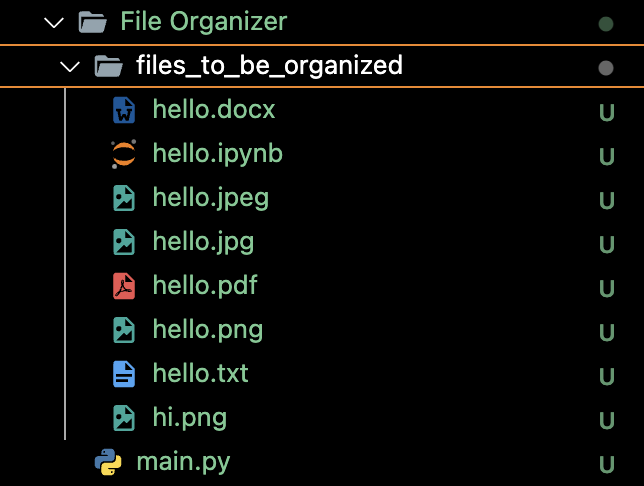 File Organizer
files_to_be_organized
hello.docx U
hello.ipynb U
hello.jpeg U
hello.jpg U
hello.pdf U
hello.png U
hello.txt U
hi.png U
main.py U